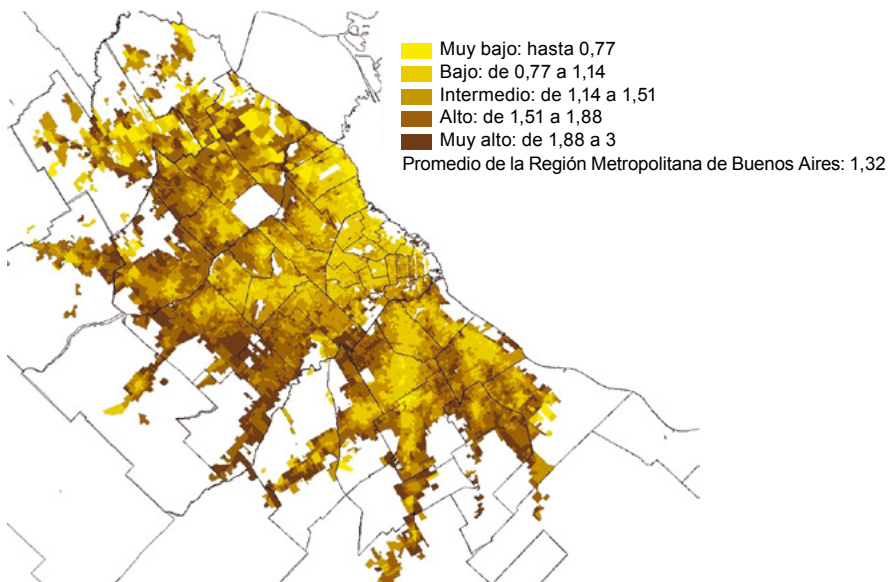 Muy bajo: hasta 0,77
Bajo: de 0,77 a 1,14
Intermedio: de 1,14 a 1,51
Alto: de 1,51 a 1,88
Muy alto: de 1,88 a 3
Promedio de la Región Metropolitana de Buenos Aires: 1,32